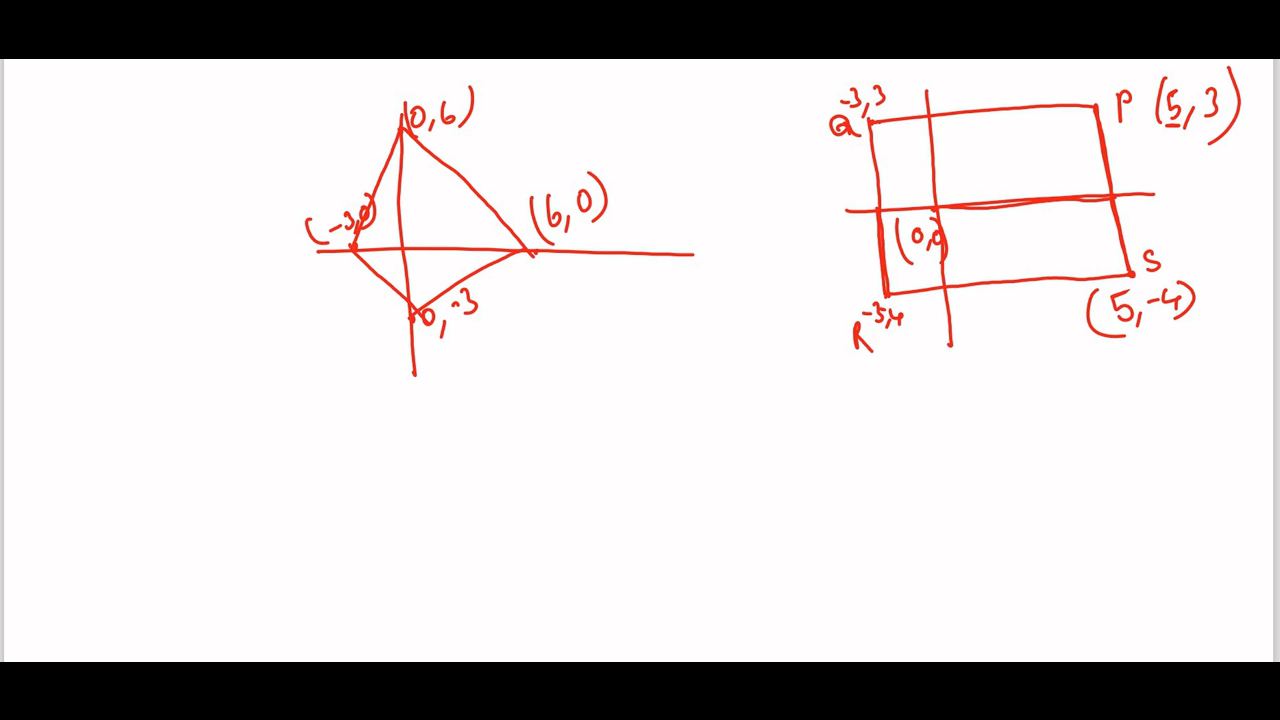 (0,6)
(-3,0)
(6,0)
0,-3
-3,3
Q
P (5,3)
(0,0)
S
(5,-4)
R -3,4